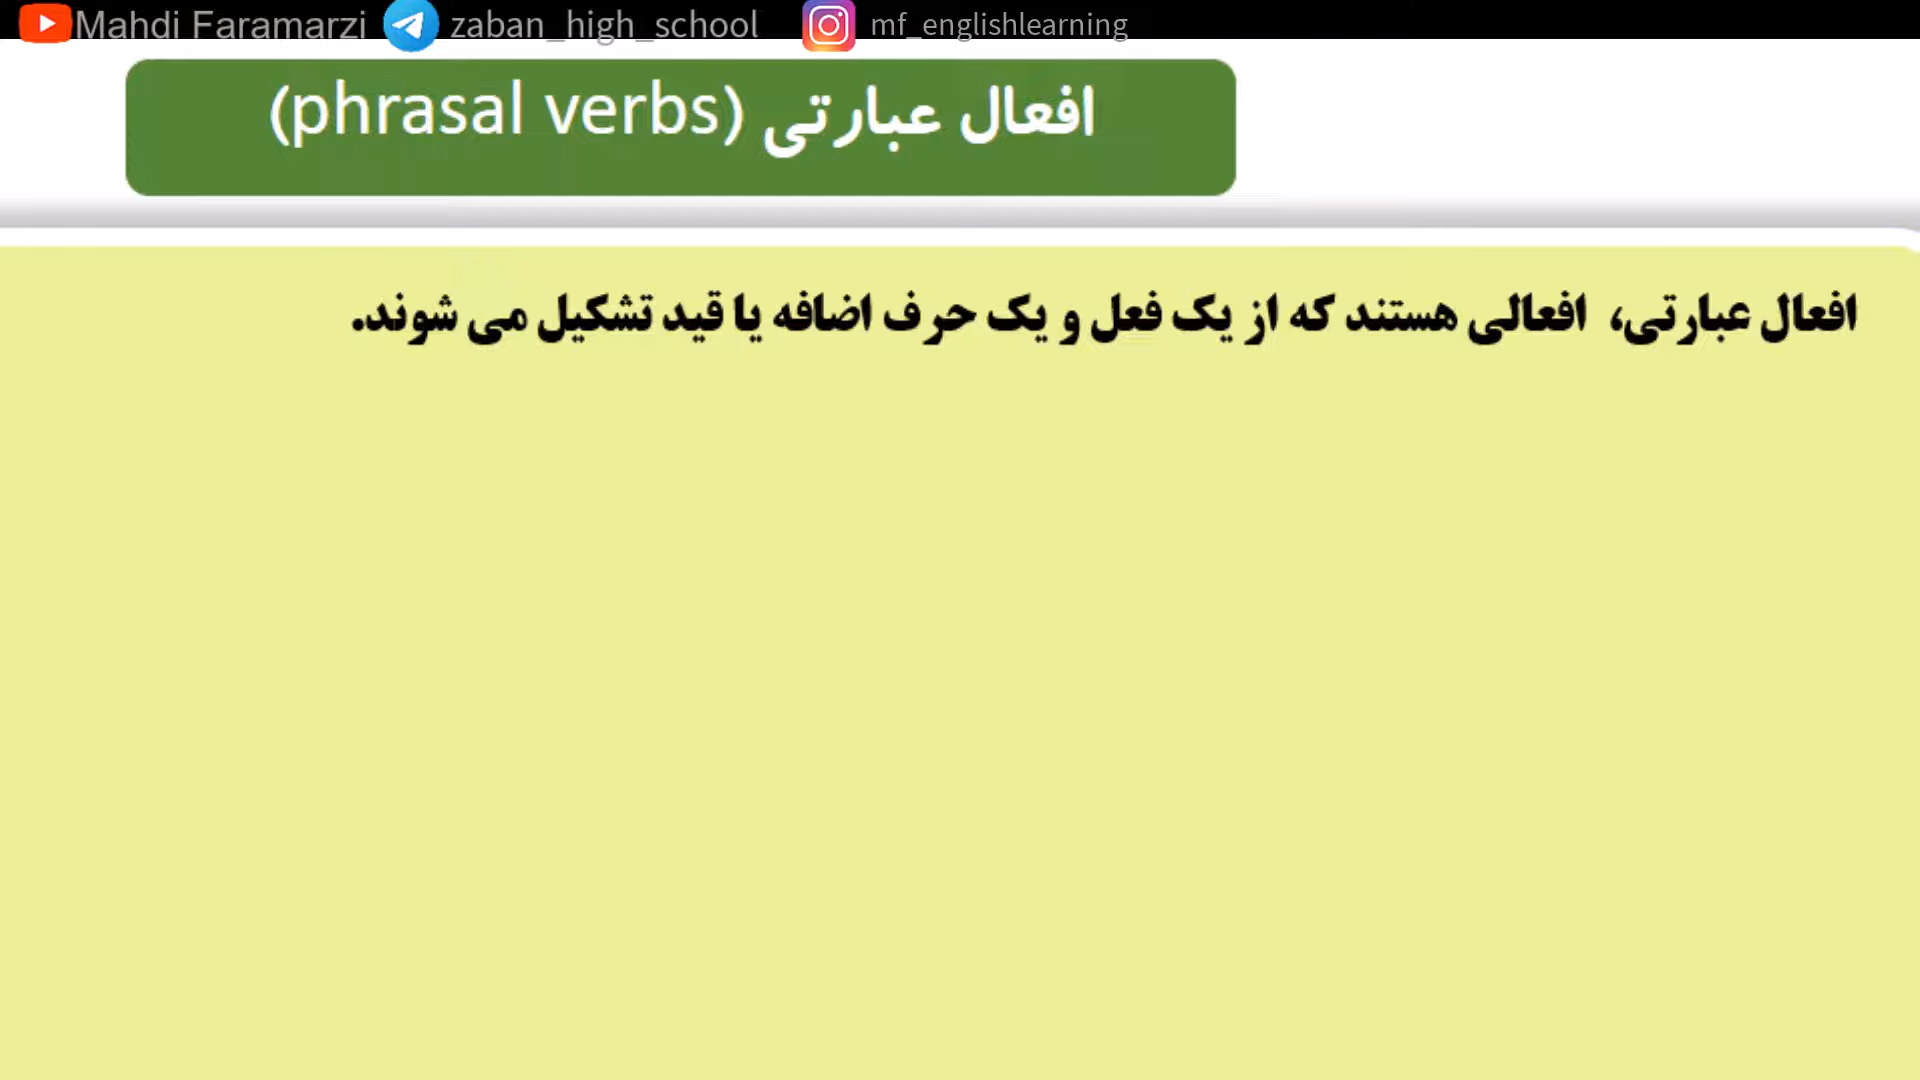 Mahdi Faramarzi zaban_high_school mf_englishlearning
افعال عبارتی (phrasal verbs)
افعال عبارتی، افعالی هستند که از یک فعل و یک حرف اضافه یا قید تشکیل می شوند.